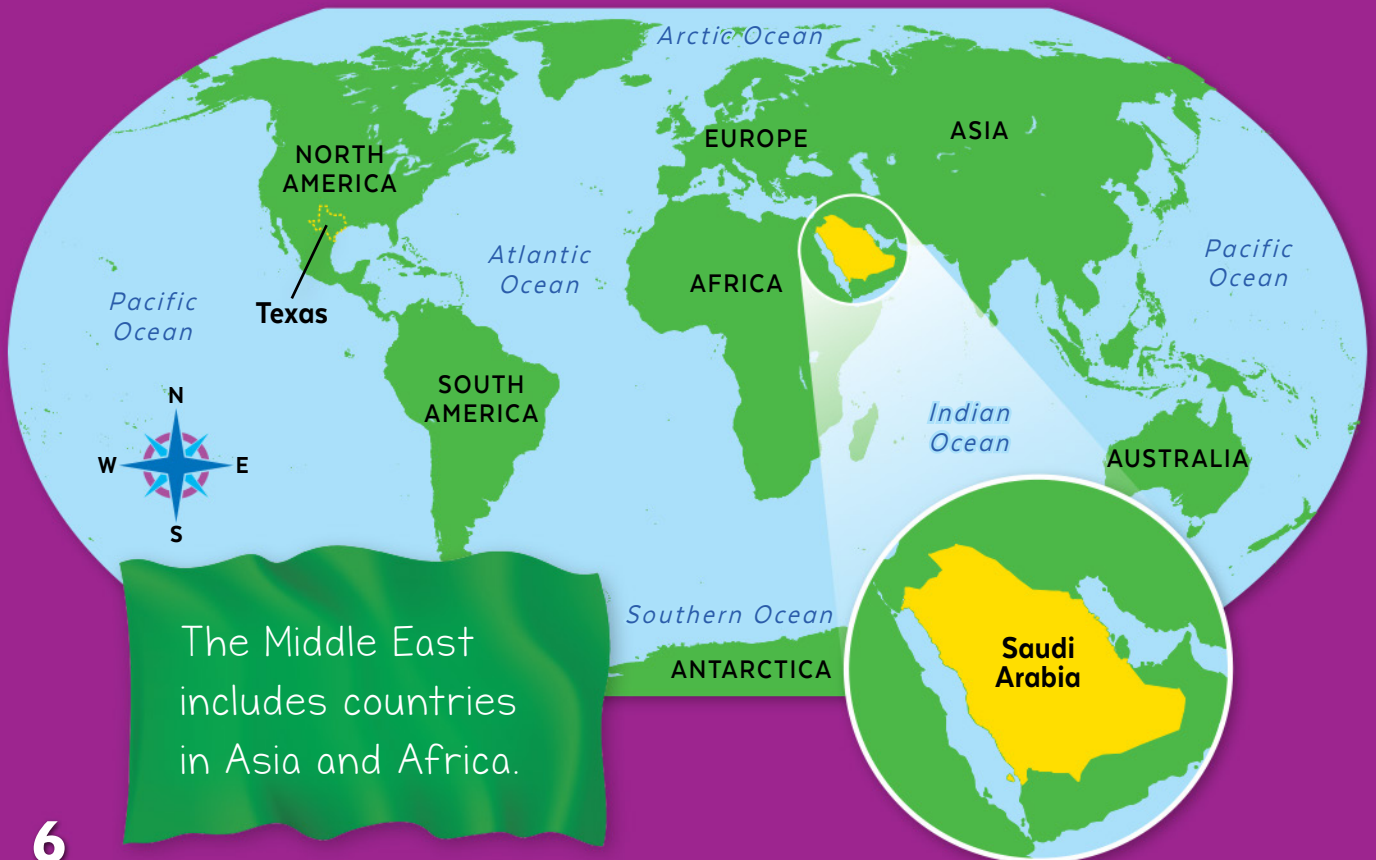 Arctic Ocean
NORTH
AMERICA
EUROPE
ASIA
Atlantic
Ocean
Pacific
Ocean
AFRICA
Pacific
Ocean
Texas
SOUTH
AMERICA
N
W
E
S
Indian
Ocean
AUSTRALIA
Southern Ocean
ANTARCTICA
Saudi
Arabia
The Middle East
includes countries
in Asia and Africa.
6